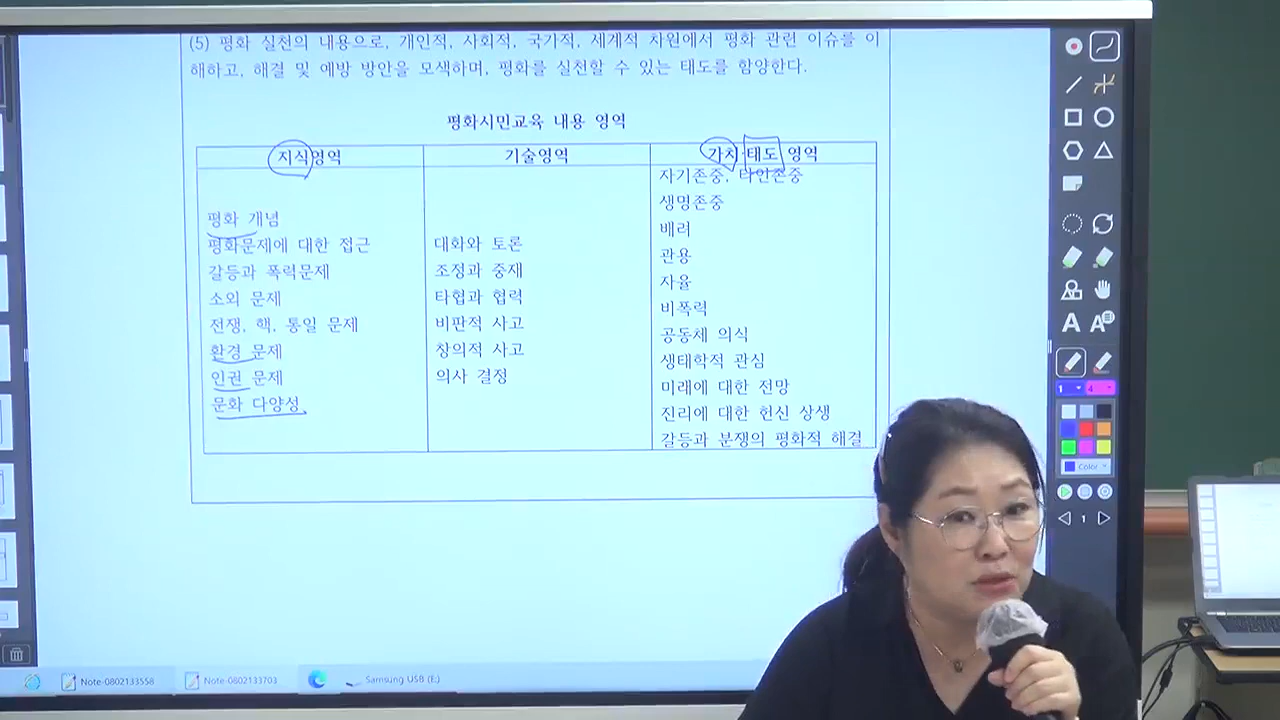 (5) 평화 실천의 내용으로, 개인적, 사회적, 국가적, 세계적 차원에서 평화 관련 이슈를 이
해하고, 해결 및 예방 방안을 모색하며, 평화를 실천할 수 있는 태도를 함양한다.
평화시민교육 내용 영역
지식영역
평화 개념
평화문제에 대한 접근
갈등과 폭력문제
소외 문제
전쟁, 핵, 통일 문제
환경 문제
인권 문제
문화 다양성
기술영역
대화와 토론
조정과 중재
타협과 협력
비판적 사고
창의적 사고
의사 결정
가치·태도 영역
자기존중, 타인존중
생명존중
배려
관용
자율
비폭력
공동체 의식
생태학적 관심
미래에 대한 전망
진리에 대한 헌신 상생
갈등과 분쟁의 평화적 해결
A A
1 4
Color
1
Note-0802133558
Note-0802133703
Samsung USB (E:)